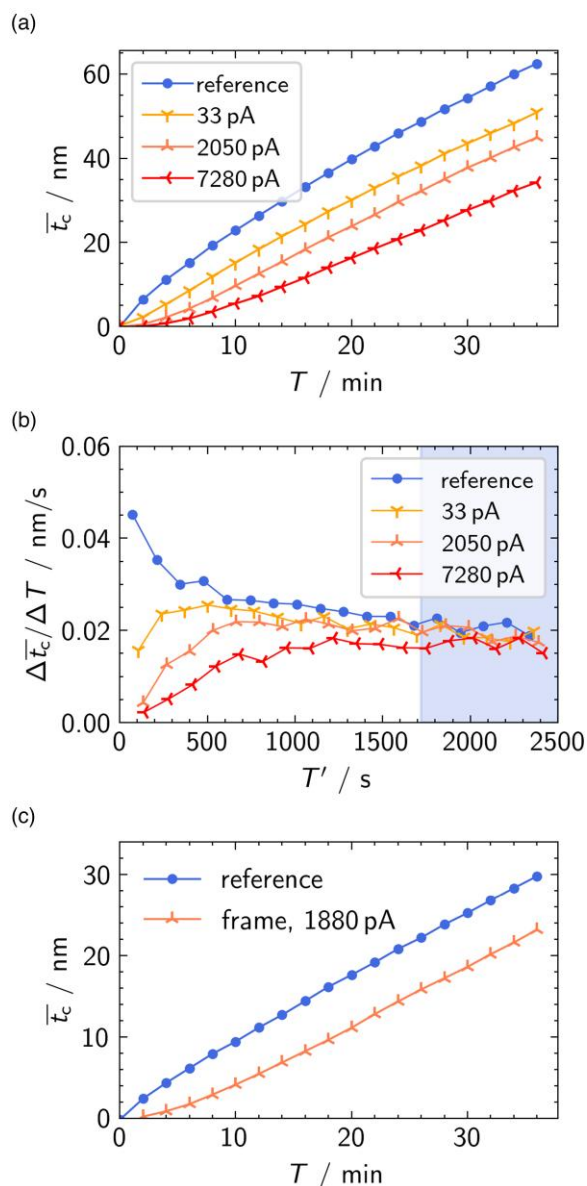 (a)
60
40
20
0
t̅c / nm
reference
33 pA
2050 pA
7280 pA
0 10 20 30
T / min
(b)
0.06
0.04
0.02
0.00
Δt̅c/ΔT / nm/s
reference
33 pA
2050 pA
7280 pA
0 500 1000 1500 2000 2500
T′ / s
(c)
30
20
10
0
t̅c / nm
reference
frame, 1880 pA
0 10 20 30
T / min